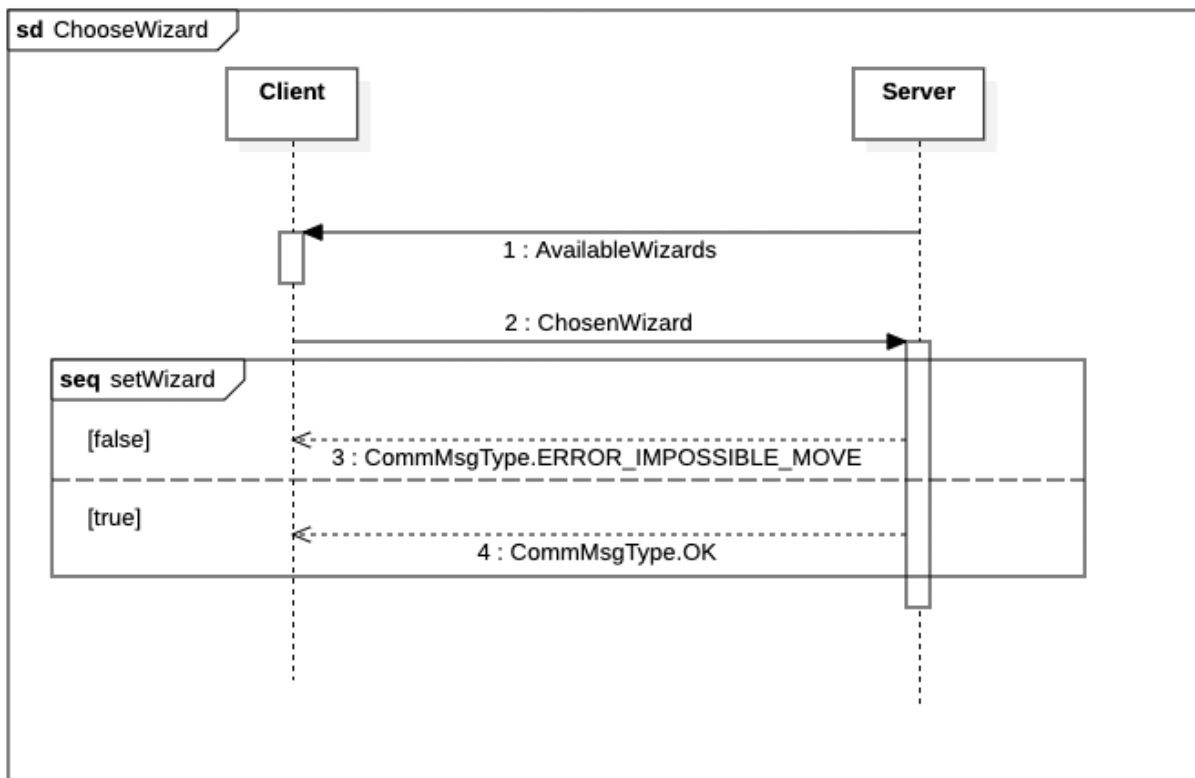 sd ChooseWizard
Client
Server
1 : AvailableWizards
2 : ChosenWizard
seq setWizard
[false]
3 : CommMsgType.ERROR_IMPOSSIBLE_MOVE
[true]
4 : CommMsgType.OK